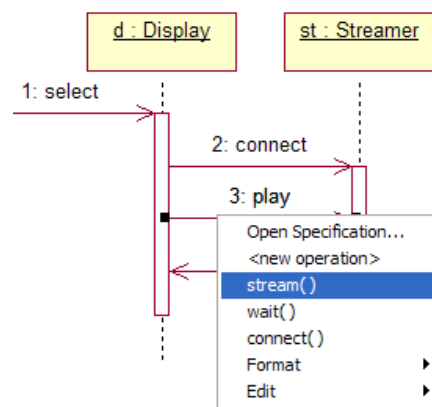 d : Display
st : Streamer
1: select
2: connect
3: play
Open Specification...
<new operation>
stream( )
wait( )
connect( )
Format
Edit